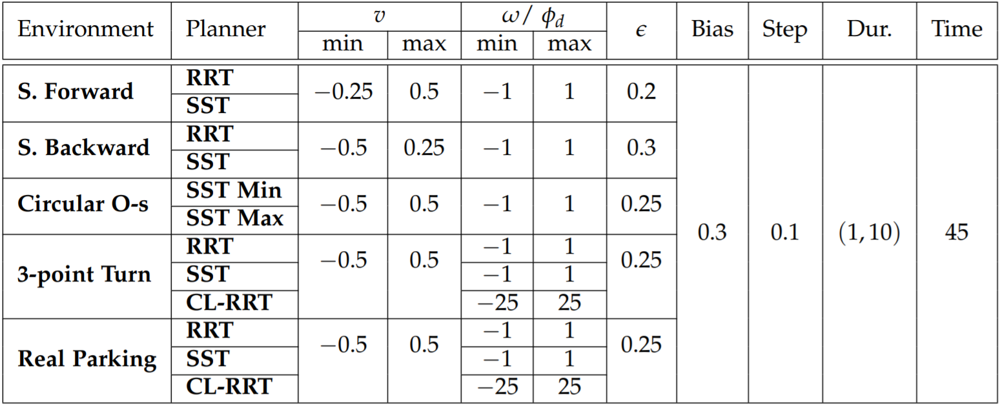 Environment Planner v ω/ ϕd ϵ Bias Step Dur. Time
min max min max
S. Forward RRT −0.25 0.5 −1 1 0.2
SST
S. Backward RRT −0.5 0.25 −1 1 0.3
SST
Circular O-s SST Min −0.5 0.5 −1 1 0.25
SST Max
0.3 0.1 (1, 10) 45
3-point Turn RRT −0.5 0.5 −1 1 0.25
SST −1 1
CL-RRT −25 25
Real Parking RRT −0.5 0.5 −1 1 0.25
SST −1 1
CL-RRT −25 25